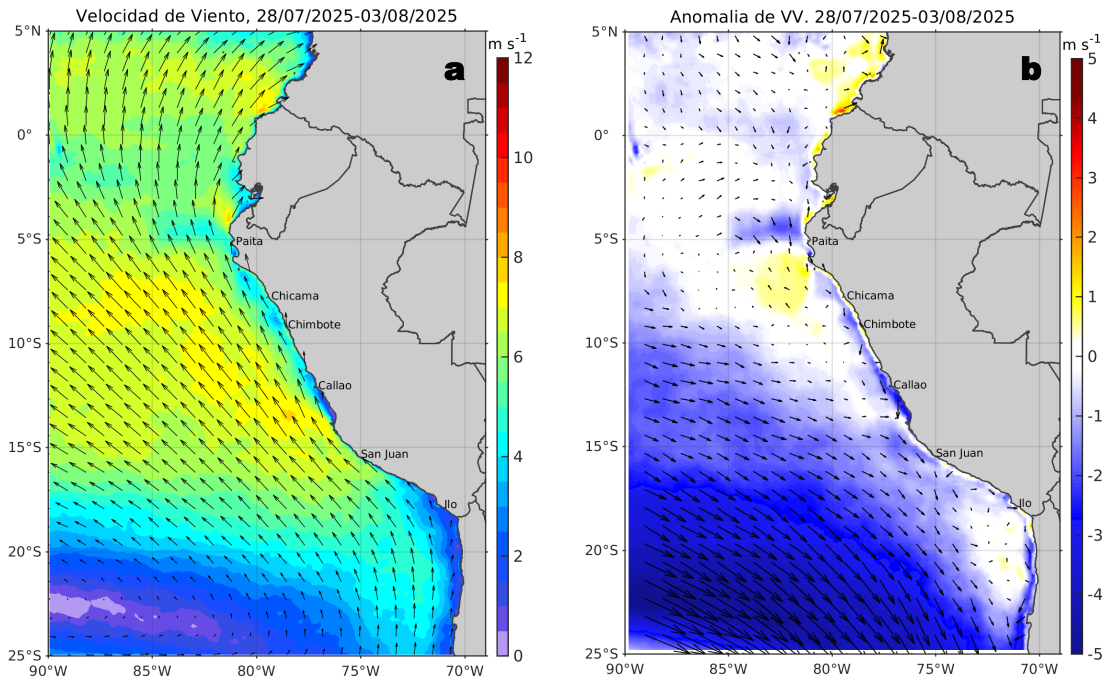 Velocidad de Viento, 28/07/2025-03/08/2025
5°N
0°
5°S
10°S
15°S
20°S
25°S
90°W
85°W
80°W
75°W
70°W
a
Paita
Chicama
Chimbote
Callao
San Juan
Ilo
m s-1
12
10
8
6
4
2
0
Anomalia de VV. 28/07/2025-03/08/2025
5°N
0°
5°S
10°S
15°S
20°S
25°S
90°W
85°W
80°W
75°W
70°W
b
Paita
Chicama
Chimbote
Callao
San Juan
Ilo
m s-1
5
4
3
2
1
0
-1
-2
-3
-4
-5